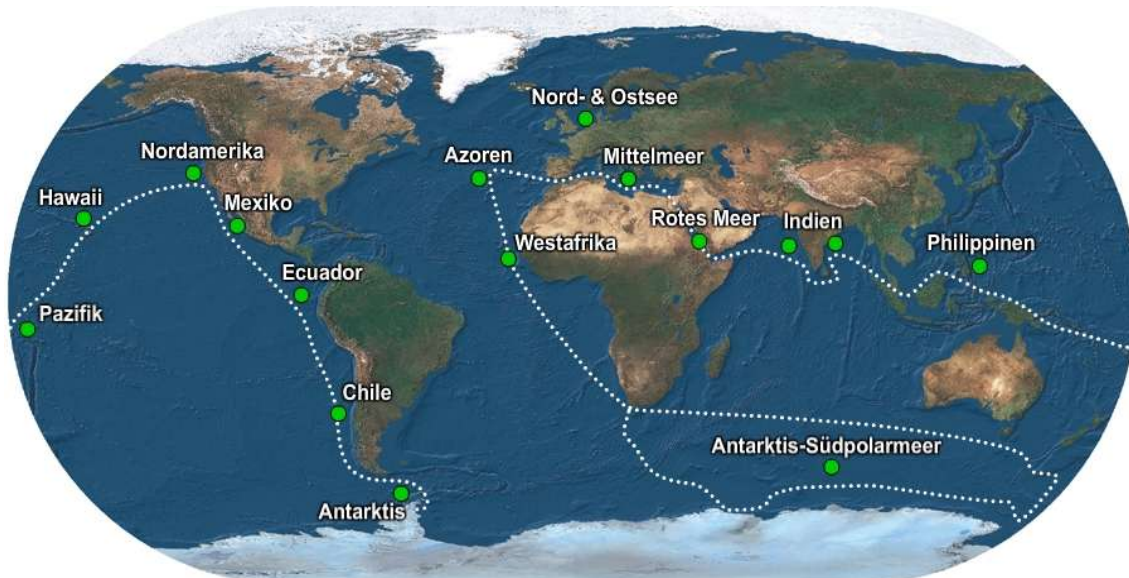 Nord- & Ostsee
Nordamerika
Azoren
Mittelmeer
Hawaii
Mexiko
Rotes Meer
Indien
Westafrika
Philippinen
Ecuador
Pazifik
Chile
Antarktis-Südpolarmeer
Antarktis